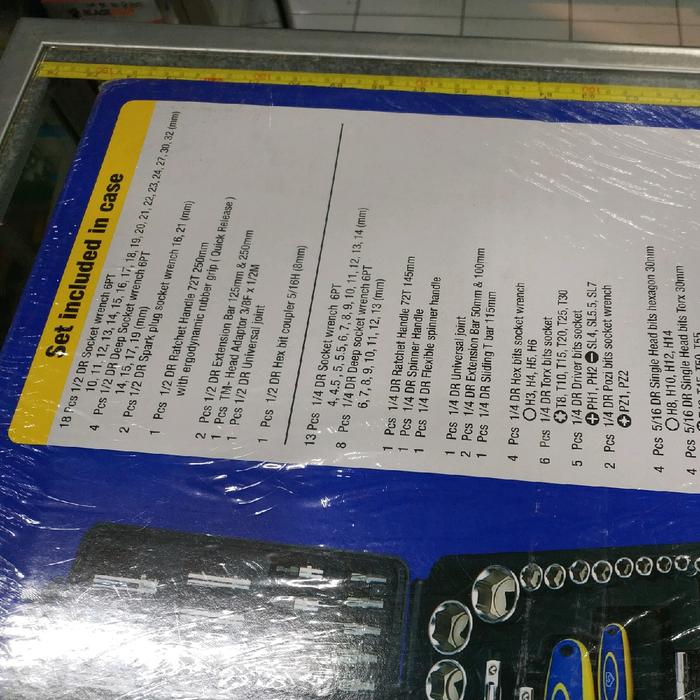 Set included in case
18 Pcs 1/2 DR Socket wrench 6PT
10, 11, 12, 13, 14, 15, 16, 17, 18, 19, 20, 21, 22, 23, 24, 27, 30, 32 (mm)
4 Pcs 1/2 DR Deep Socket wrench 6PT
14, 15, 17, 19 (mm)
2 Pcs 1/2 DR Spark plug socket wrench 16, 21 (mm)
1 Pcs 1/2 DR Ratchet Handle 72T 250mm
with ergodynamic rubber grip ( Quick Release )
2 Pcs 1/2 DR Extension Bar 125mm & 250mm
1 Pcs TM- Head Adaptor 3/8F x 1/2M
1 Pcs 1/2 DR Universal Joint
1 Pcs 1/2 DR Hex bit coupler 5/16H (8mm)
13 Pcs 1/4 DR Socket wrench 6PT
4, 4.5, 5, 5.5, 6, 7, 8, 9, 10, 11, 12, 13, 14 (mm)
8 Pcs 1/4 DR Deep socket wrench 6PT
6, 7, 8, 9, 10, 11, 12, 13 (mm)
1 Pcs 1/4 DR Ratchet Handle 72T 145mm
1 Pcs 1/4 DR Spinner Handle
1 Pcs 1/4 DR Flexible spinner handle
1 Pcs 1/4 DR Universal joint
2 Pcs 1/4 DR Extension Bar 50mm & 100mm
1 Pcs 1/4 DR Sliding T bar 115mm
4 Pcs 1/4 DR Hex bits socket wrench
H3, H4, H5, H6
6 Pcs 1/4 DR Torx bits socket
T8, T10, T15, T20, T25, T30
5 Pcs 1/4 DR Driver bits socket
PH1, PH2 SL4, SL5.5, SL7
2 Pcs 1/4 DR Pozi bits socket wrench
PZ1, PZ2
4 Pcs 5/16 DR Single Head bits hexagon 30mm
H8, H10, H12, H14
4 Pcs 5/16 DR Single Head bits Torx 30mm